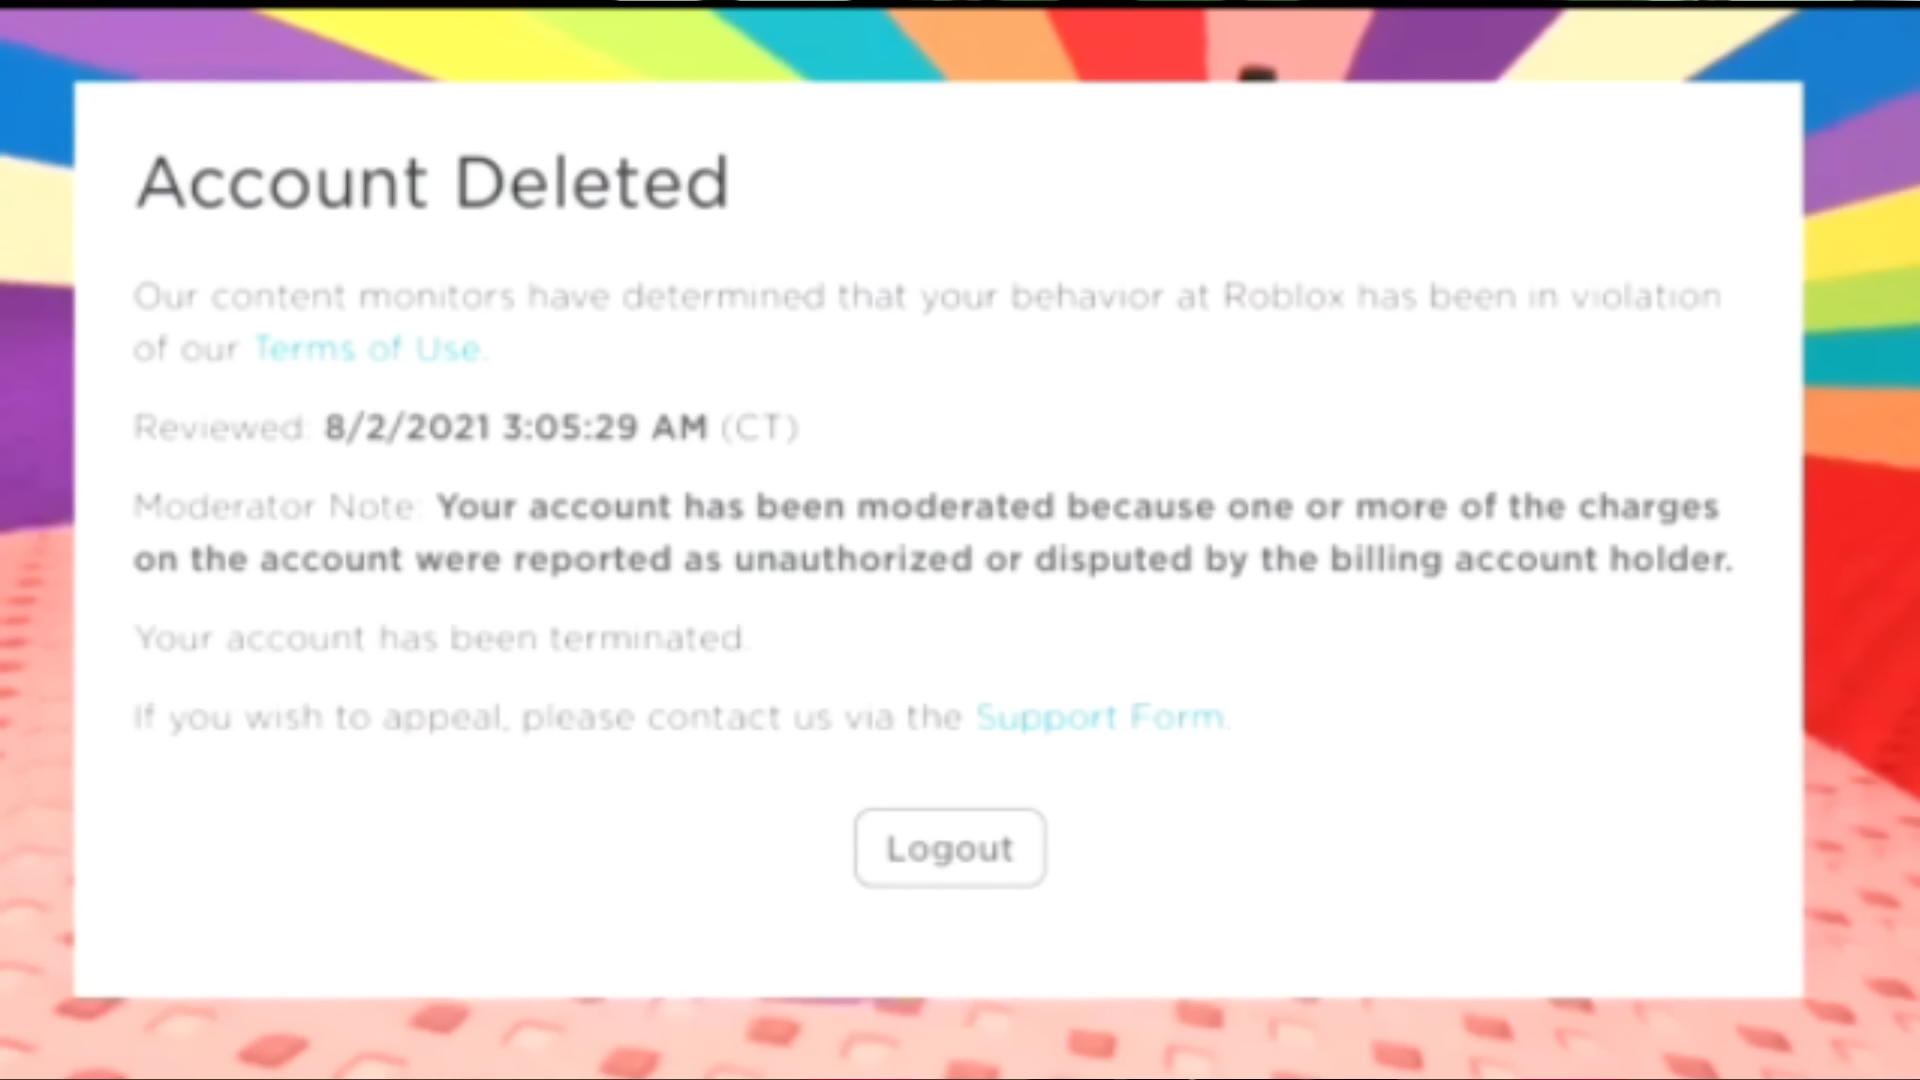 Account Deleted
Our content monitors have determined that your behavior at Roblox has been in violation
of our Terms of Use.
Reviewed: 8/2/2021 3:05:29 AM (CT)
Moderator Note: Your account has been moderated because one or more of the charges
on the account were reported as unauthorized or disputed by the billing account holder.
Your account has been terminated.
If you wish to appeal, please contact us via the Support Form.
Logout